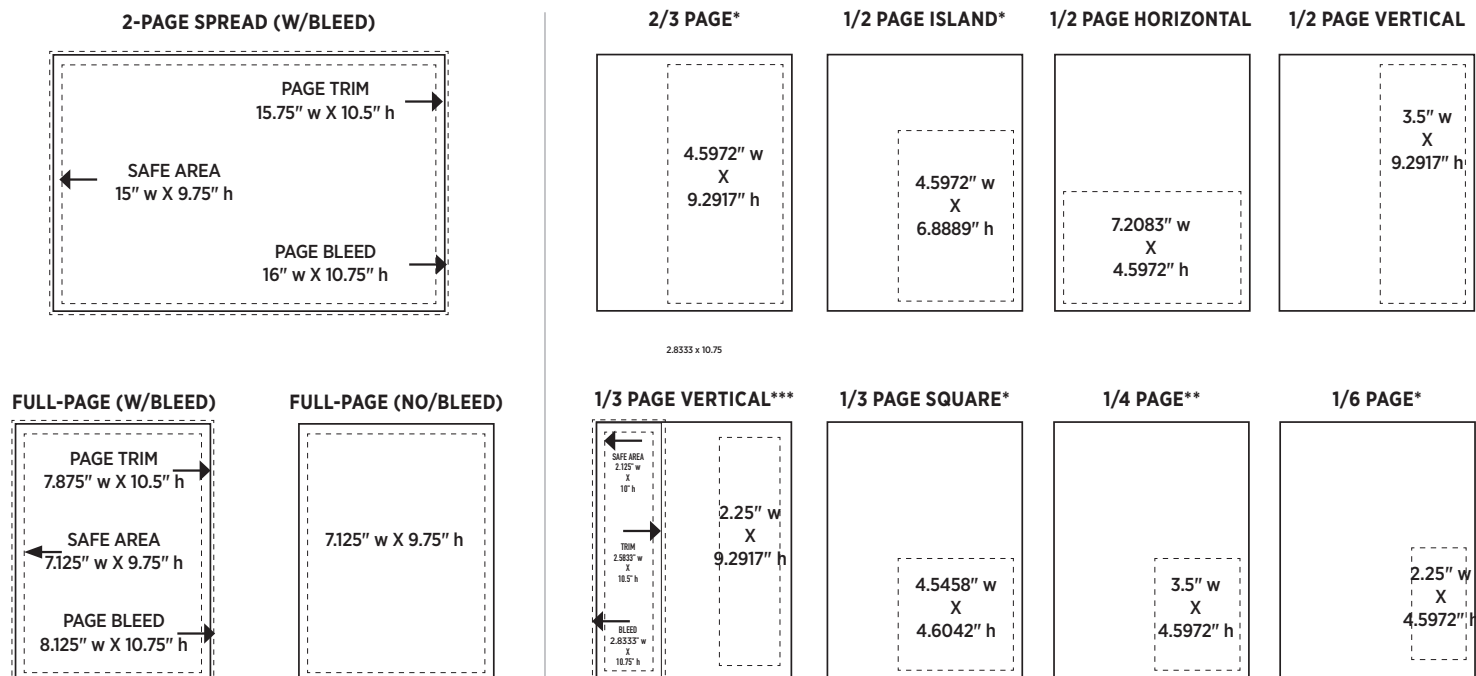 2-PAGE SPREAD (W/BLEED)
PAGE TRIM
15.75" w X 10.5" h
SAFE AREA
15" w X 9.75" h
PAGE BLEED
16" w X 10.75" h
2/3 PAGE*
4.5972" w
X
9.2917" h
1/2 PAGE ISLAND*
4.5972" w
X
6.8889" h
1/2 PAGE HORIZONTAL
7.2083" w
X
4.5972" h
1/2 PAGE VERTICAL
3.5" w
X
9.2917" h
2.8333 x 10.75
FULL-PAGE (W/BLEED)
PAGE TRIM
7.875" w X 10.5" h
SAFE AREA
7.125" w X 9.75" h
PAGE BLEED
8.125" w X 10.75" h
FULL-PAGE (NO/BLEED)
7.125" w X 9.75" h
1/3 PAGE VERTICAL***
SAFE AREA
2.125" w
X
10" h
TRIM
2.5833" w
X
10.5" h
BLEED
2.8333" w
X
10.75" h
2.25" w
X
9.2917" h
1/3 PAGE SQUARE*
4.5458" w
X
4.6042" h
1/4 PAGE**
3.5" w
X
4.5972" h
1/6 PAGE*
2.25" w
X
4.5972" h